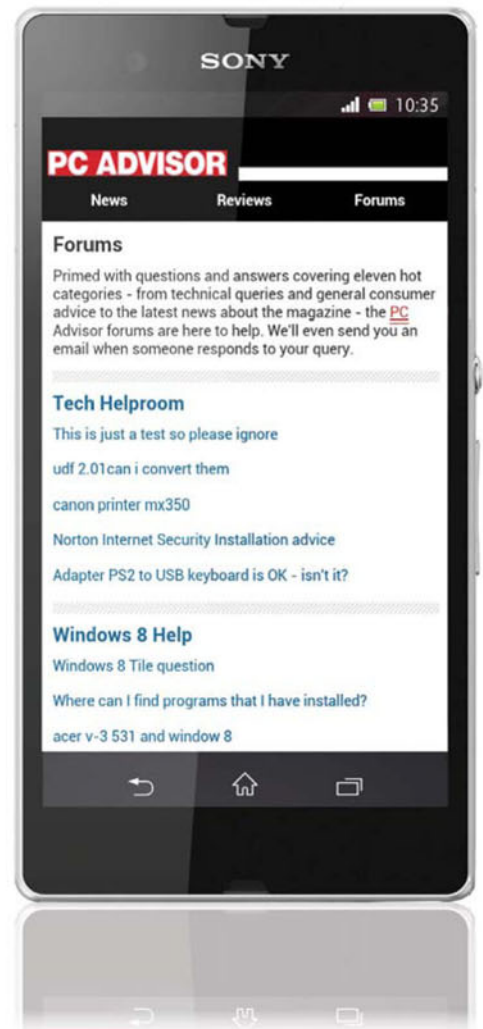 SONY
10:35
PC ADVISOR
News Reviews Forums
Forums
Primed with questions and answers covering eleven hot
categories - from technical queries and general consumer
advice to the latest news about the magazine - the PC
Advisor forums are here to help. We'll even send you an
email when someone responds to your query.
Tech Helproom
This is just a test so please ignore
udf 2.01can i convert them
canon printer mx350
Norton Internet Security Installation advice
Adapter PS2 to USB keyboard is OK - isn't it?
Windows 8 Help
Windows 8 Tile question
Where can I find programs that I have installed?
acer v-3 531 and window 8